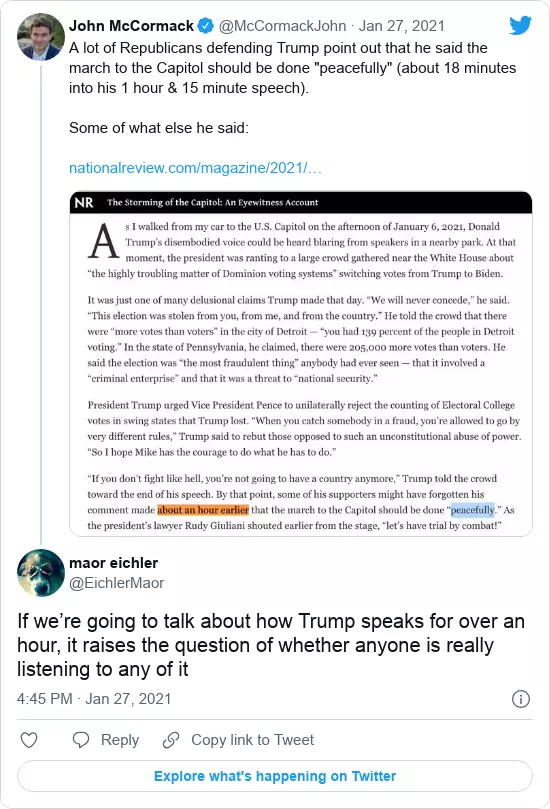 John McCormack @McCormackJohn · Jan 27, 2021
A lot of Republicans defending Trump point out that he said the
march to the Capitol should be done "peacefully" (about 18 minutes
into his 1 hour & 15 minute speech).
Some of what else he said:
nationalreview.com/magazine/2021/…
NR The Storming of the Capitol: An Eyewitness Account
As I walked from my car to the U.S. Capitol on the afternoon of January 6, 2021, Donald
Trump’s disembodied voice could be heard blaring from speakers in a nearby park. At that
moment, the president was ranting to a large crowd gathered near the White House about
“the highly troubling matter of Dominion voting systems” switching votes from Trump to Biden.
It was just one of many delusional claims Trump made that day. “We will never concede,” he said.
“This election was stolen from you, from me, and from the country.” He told the crowd that there
were “more votes than voters” in the city of Detroit — “you had 139 percent of the people in Detroit
voting.” In the state of Pennsylvania, he claimed, there were 205,000 more votes than voters. He
said the election was “the most fraudulent thing” anybody had ever seen — that it involved a
“criminal enterprise” and that it was a threat to “national security.”
President Trump urged Vice President Pence to unilaterally reject the counting of Electoral College
votes in swing states that Trump lost. “When you catch somebody in a fraud, you’re allowed to go by
very different rules,” Trump said to rebut those opposed to such an unconstitutional abuse of power.
“So I hope Mike has the courage to do what he has to do.”
“If you don’t fight like hell, you’re not going to have a country anymore,” Trump told the crowd
toward the end of his speech. By that point, some of his supporters might have forgotten his
comment made about an hour earlier that the march to the Capitol should be done “peacefully.” As
the president’s lawyer Rudy Giuliani shouted earlier from the stage, “let’s have trial by combat!”
maor eichler
@EichlerMaor
If we’re going to talk about how Trump speaks for over an
hour, it raises the question of whether anyone is really
listening to any of it
4:45 PM · Jan 27, 2021
Reply Copy link to Tweet
Explore what's happening on Twitter